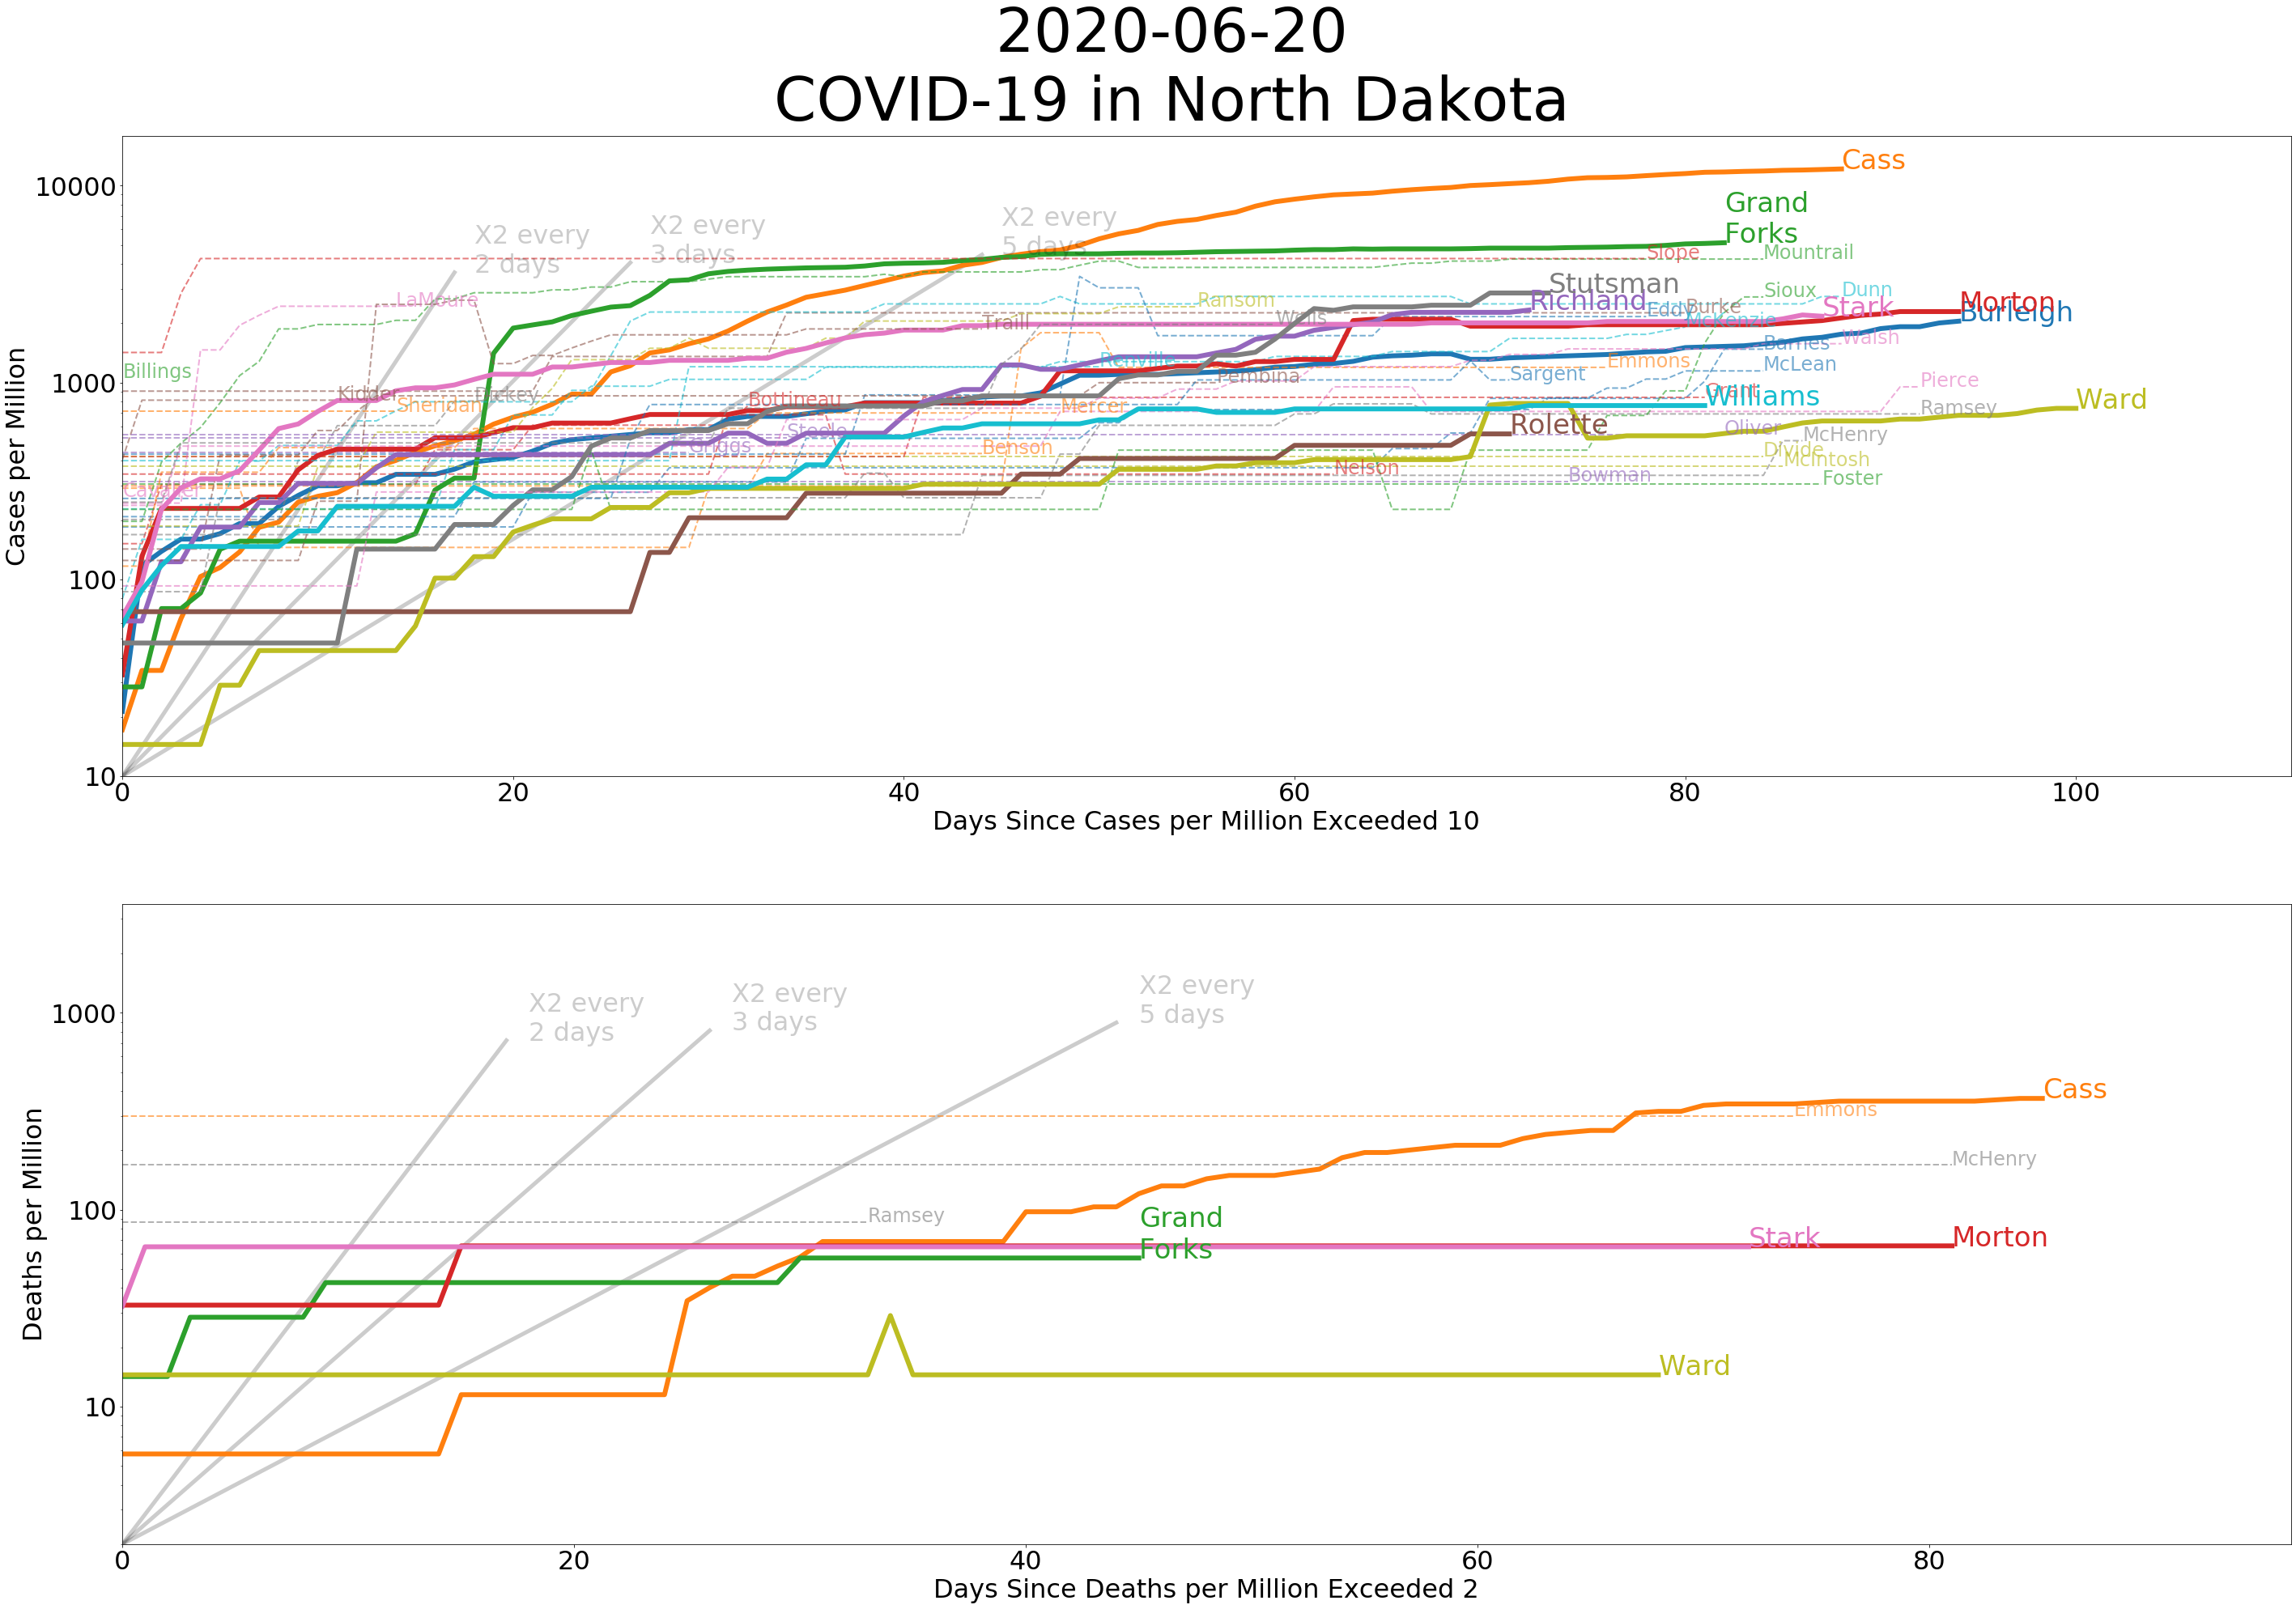 2020-06-20
COVID-19 in North Dakota
Cases per Million
10000
1000
100
10
0
20
40
60
80
100
Days Since Cases per Million Exceeded 10
X2 every
2 days
X2 every
3 days
X2 every
5 days
Cass
Grand
Forks
Slope
Mountrail
Stutsman
Richland
Eddy
Burke
McKenzie
Sioux
Dunn
Stark
Morton
Burleigh
LaMoure
Ransom
Traill
Wells
Walsh
Barnes
Renville
Emmons
McLean
Billings
Sargent
Pembina
Pierce
Kidder
Dickey
Sheridan
Bottineau
Mercer
Grant
Williams
Ward
Ramsey
Rolette
Steele
Oliver
McHenry
Griggs
Benson
Divide
McIntosh
Nelson
Bowman
Foster
Cavalier
Deaths per Million
1000
100
10
0
20
40
60
80
Days Since Deaths per Million Exceeded 2
X2 every
2 days
X2 every
3 days
X2 every
5 days
Cass
Emmons
McHenry
Ramsey
Grand
Forks
Stark
Morton
Ward